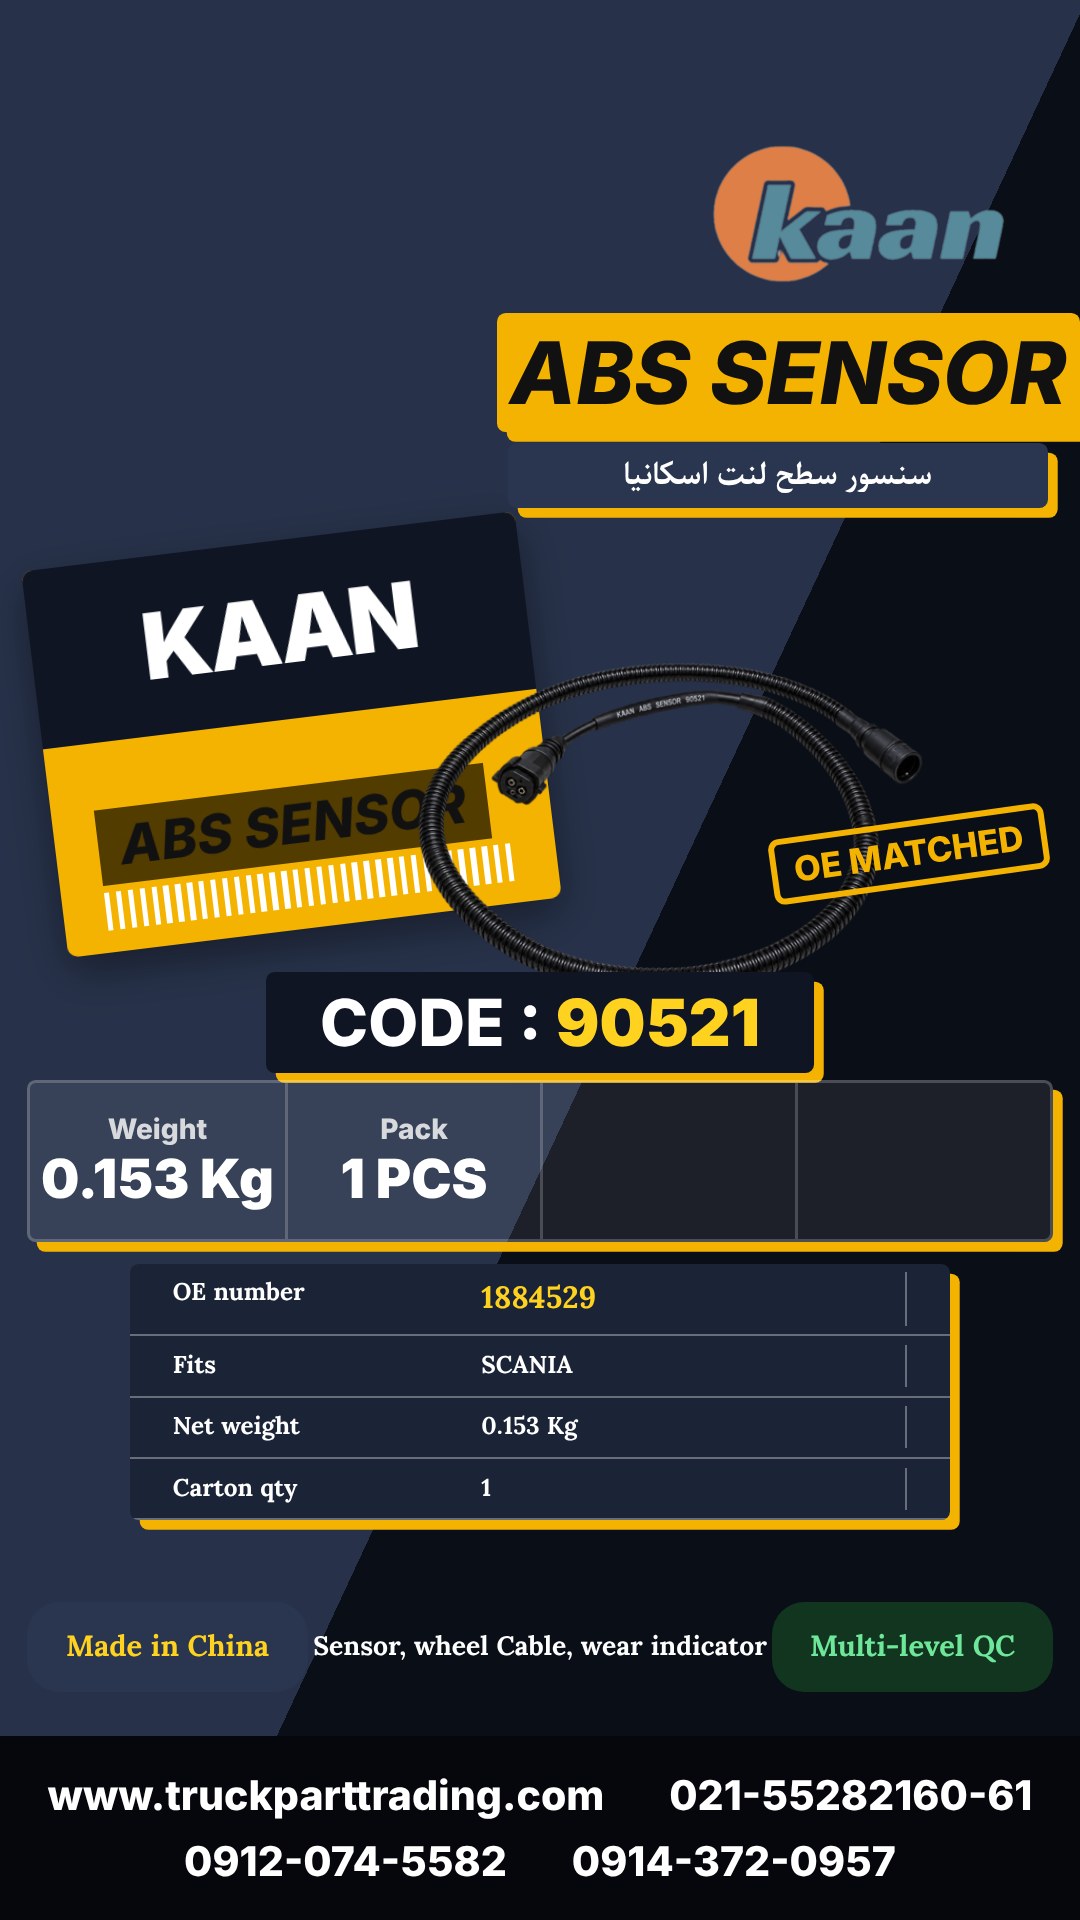 kaan
ABS SENSOR
سنسور سطح لنت اسکانیا
KAAN
ABS SENSOR
KAAN ABS SENSOR 90521
OE MATCHED
CODE : 90521
Weight
0.153 Kg
Pack
1 PCS
OE number 1884529
Fits SCANIA
Net weight 0.153 Kg
Carton qty 1
Made in China
Sensor, wheel Cable, wear indicator
Multi-level QC
www.truckparttrading.com 021-55282160-61
0912-074-5582 0914-372-0957